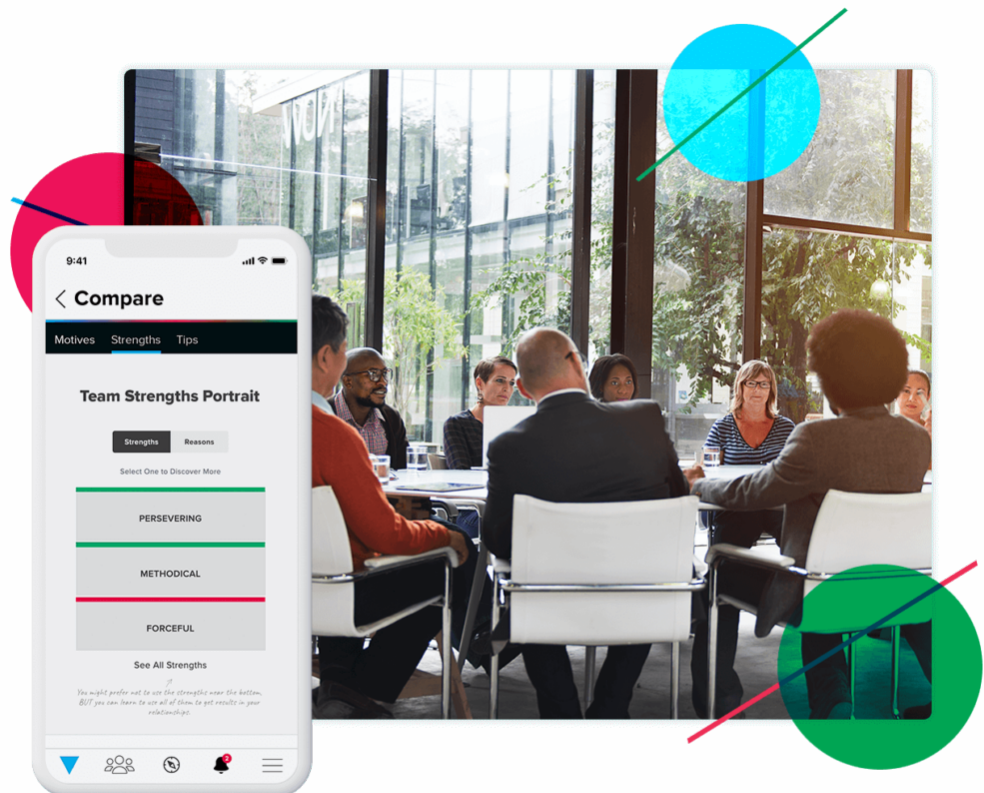 9:41
Compare
Motives Strengths Tips
Team Strengths Portrait
Strengths Reasons
Select One to Discover More
PERSEVERING
METHODICAL
FORCEFUL
See All Strengths
You might prefer not to use the strengths near the bottom,
BUT you can learn to use all of them to get results in your
relationships.
2